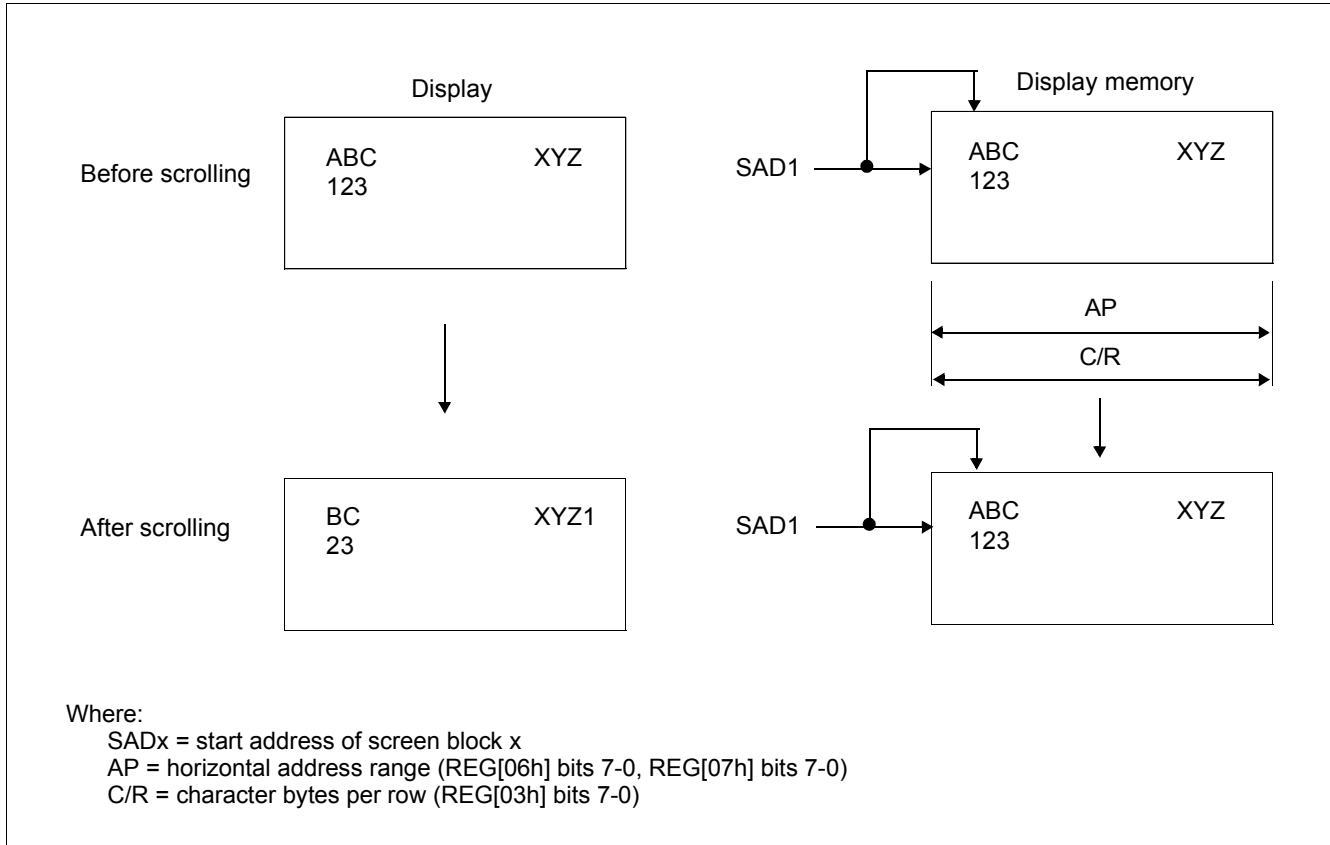 Display
Display memory
Before scrolling
ABC XYZ
123
SAD1
ABC XYZ
123
AP
C/R
After scrolling
BC XYZ1
23
SAD1
ABC XYZ
123
Where:
SADx = start address of screen block x
AP = horizontal address range (REG[06h] bits 7-0, REG[07h] bits 7-0)
C/R = character bytes per row (REG[03h] bits 7-0)